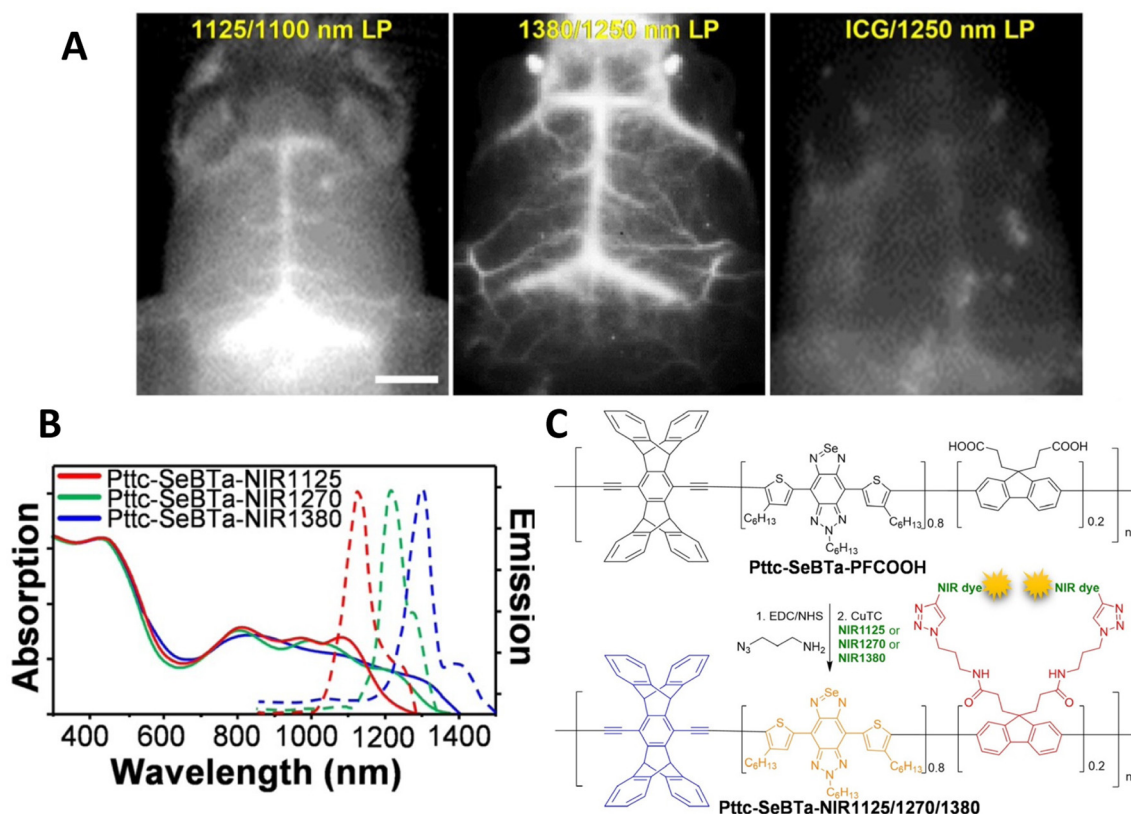 A
1125/1100 nm LP
1380/1250 nm LP
ICG/1250 nm LP
B
Pttc-SeBTa-NIR1125
Pttc-SeBTa-NIR1270
Pttc-SeBTa-NIR1380
Absorption
Emission
400 600 800 1000 1200 1400
Wavelength (nm)
C
Se
N N
S S
N N
N
C6H13
C6H13
C6H13
0.8
HOOC COOH
0.2
n
Pttc-SeBTa-PFCOOH
1. EDC/NHS
N3 NH2
2. CuTC
NIR1125 or
NIR1270 or
NIR1380
NIR dye
NIR dye
N N
N
N N
N
NH
O
HN
O
Se
N N
S S
N N
N
C6H13
C6H13
C6H13
0.8
0.2
n
Pttc-SeBTa-NIR1125/1270/1380